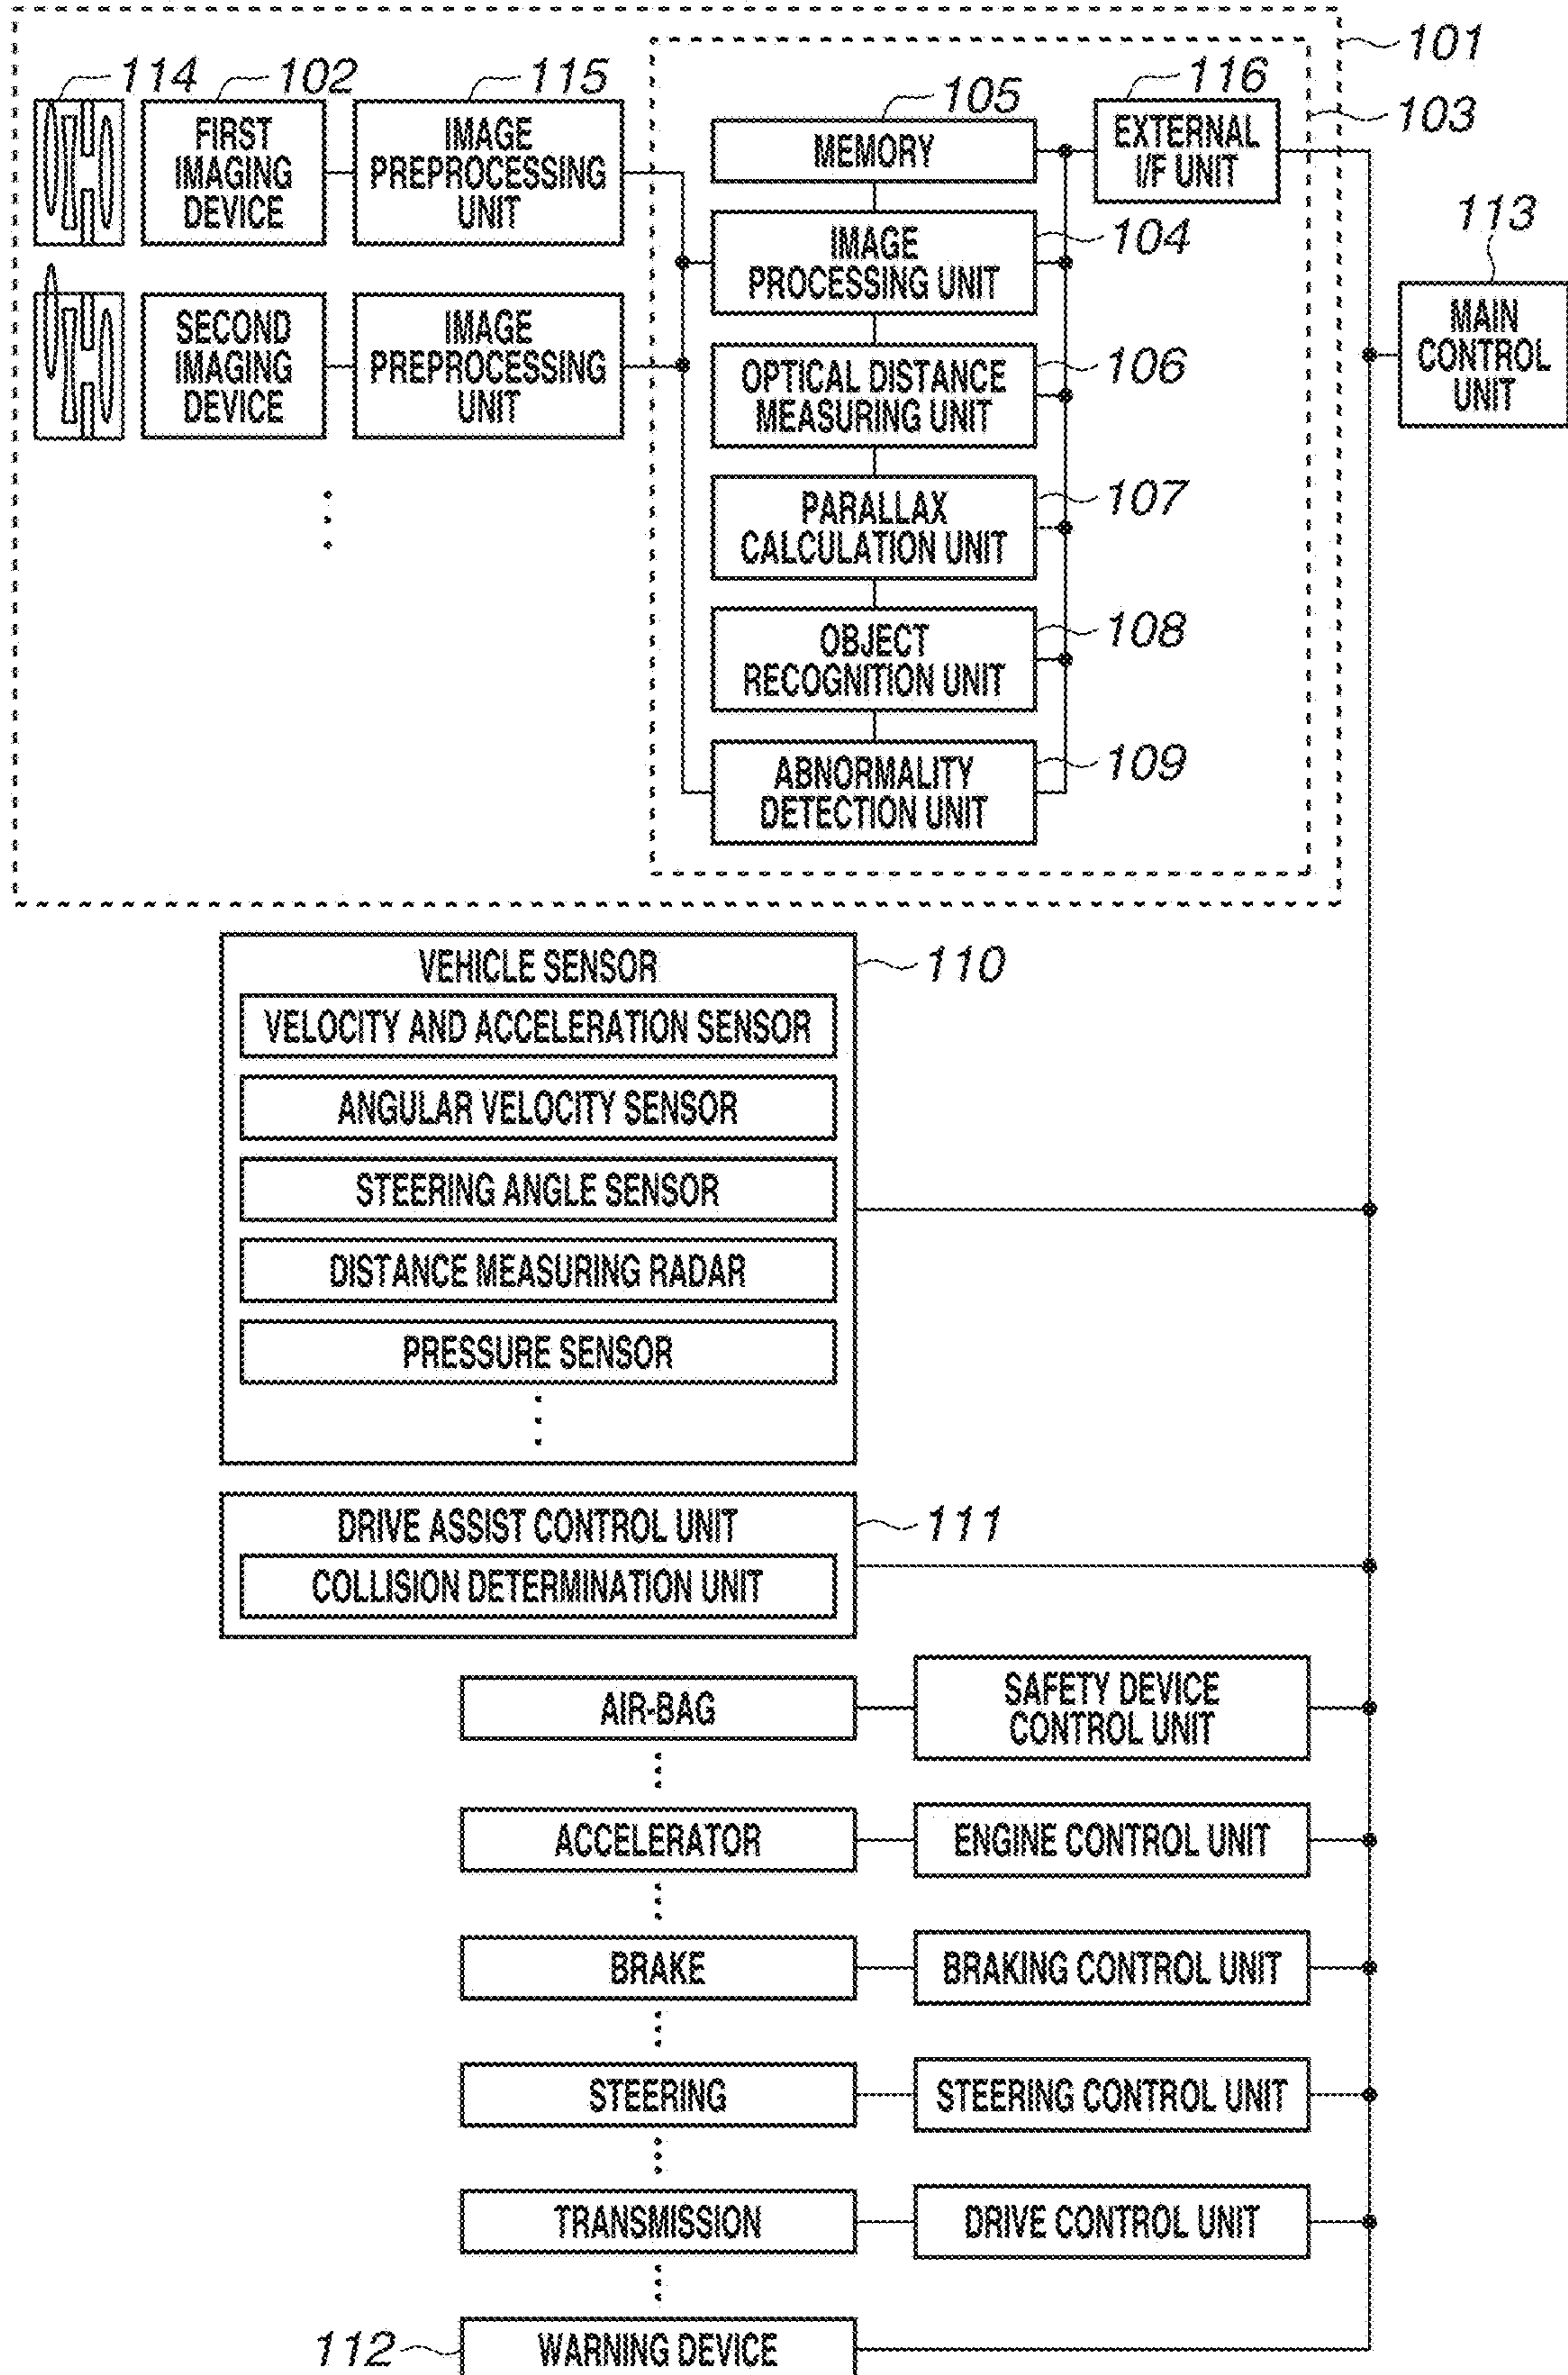 101
103
114
102
115
105
116
FIRST
IMAGING
DEVICE
IMAGE
PREPROCESSING
UNIT
MEMORY
EXTERNAL
I/F UNIT
IMAGE
PROCESSING UNIT
104
113
MAIN
CONTROL
UNIT
SECOND
IMAGING
DEVICE
IMAGE
PREPROCESSING
UNIT
OPTICAL DISTANCE
MEASURING UNIT
106
PARALLAX
CALCULATION UNIT
107
OBJECT
RECOGNITION UNIT
108
ABNORMALITY
DETECTION UNIT
109
VEHICLE SENSOR
110
VELOCITY AND ACCELERATION SENSOR
ANGULAR VELOCITY SENSOR
STEERING ANGLE SENSOR
DISTANCE MEASURING RADAR
PRESSURE SENSOR
DRIVE ASSIST CONTROL UNIT
111
COLLISION DETERMINATION UNIT
AIR-BAG
SAFETY DEVICE
CONTROL UNIT
ACCELERATOR
ENGINE CONTROL UNIT
BRAKE
BRAKING CONTROL UNIT
STEERING
STEERING CONTROL UNIT
TRANSMISSION
DRIVE CONTROL UNIT
112
WARNING DEVICE